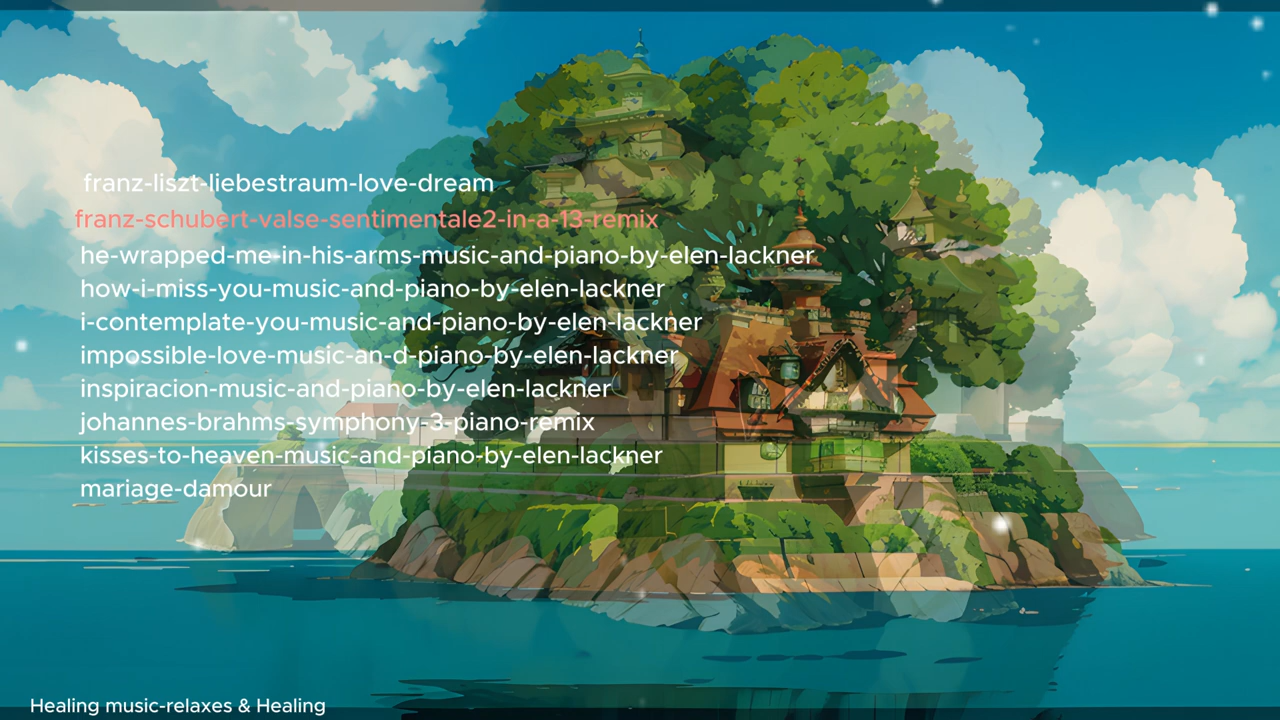 franz-liszt-liebestraum-love-dream
franz-schubert-valse-sentimentale2-in-a-13-remix
he-wrapped-me-in-his-arms-music-and-piano-by-elen-lackner
how-i-miss-you-music-and-piano-by-elen-lackner
i-contemplate-you-music-and-piano-by-elen-lackner
impossible-love-music-an-d-piano-by-elen-lackner
inspiracion-music-and-piano-by-elen-lackner
johannes-brahms-symphony-3-piano-remix
kisses-to-heaven-music-and-piano-by-elen-lackner
mariage-damour
Healing music-relaxes & Healing